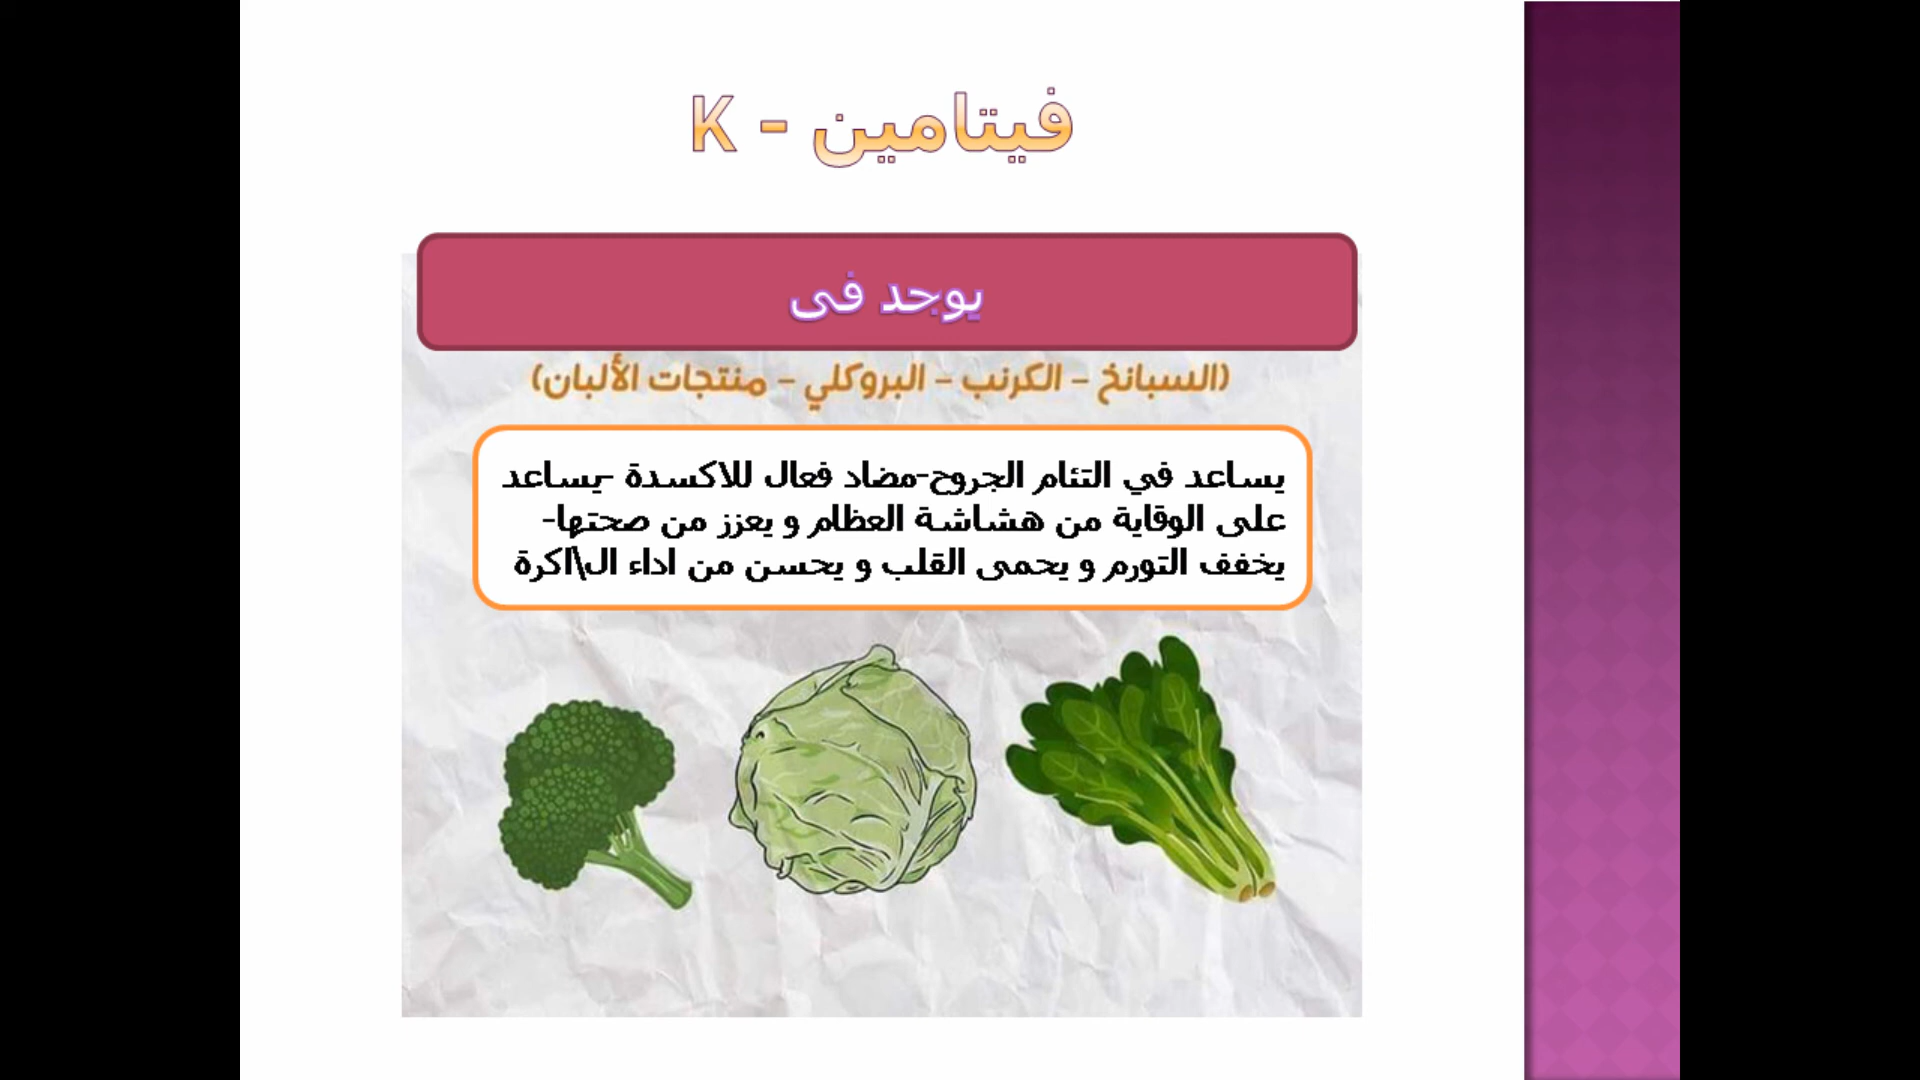 فيتامين - K
يوجد فى
(السبانخ - الكرنب - البروكلي - منتجات الألبان)
يساعد في التئام الجروح-مضاد فعال للاكسدة -يساعد
على الوقاية من هشاشة العظام و يعزز من صحتها-
يخفف التورم و يحمى القلب و يحسن من اداء ال\اكرة